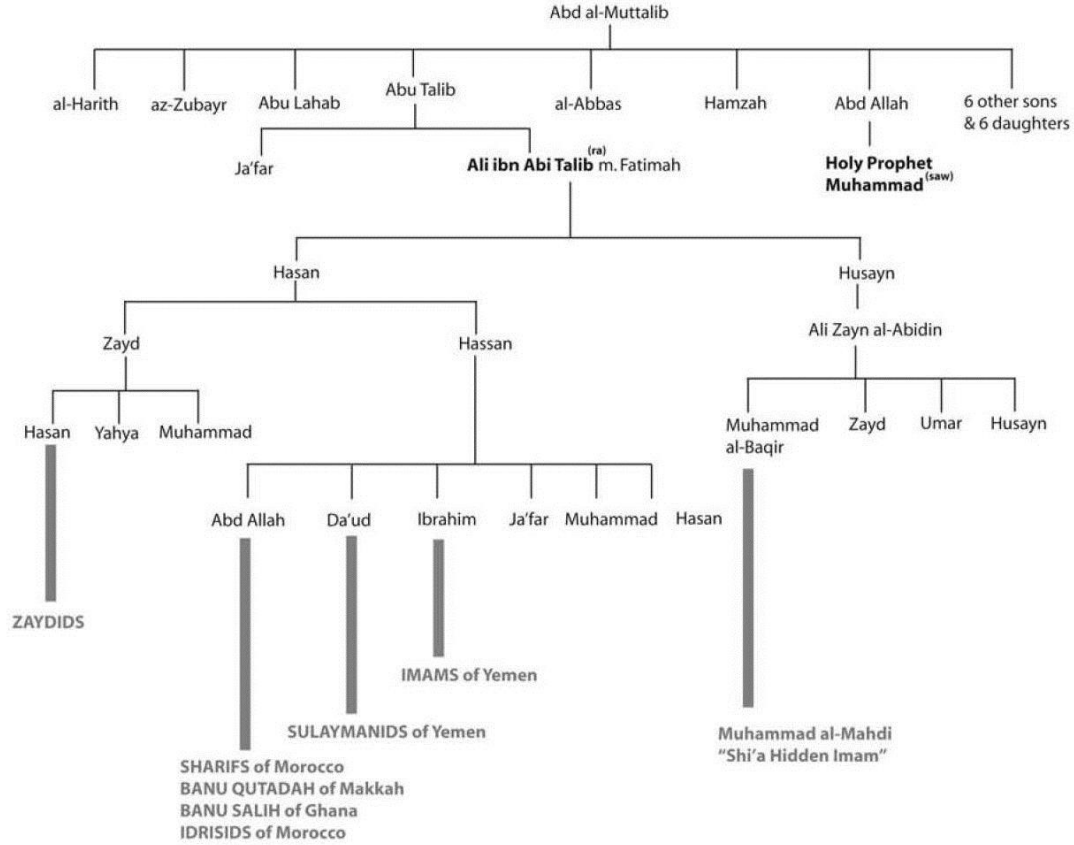 Abd al-Muttalib
al-Harith
az-Zubayr
Abu Lahab
Abu Talib
al-Abbas
Hamzah
Abd Allah
6 other sons
& 6 daughters
Ja'far
Ali ibn Abi Talib (ra) m. Fatimah
Holy Prophet
Muhammad (saw)
Hasan
Husayn
Zayd
Hassan
Ali Zayn al-Abidin
Hasan
Yahya
Muhammad
Muhammad
al-Baqir
Zayd
Umar
Husayn
Abd Allah
Da'ud
Ibrahim
Ja'far
Muhammad
Hasan
ZAYDIDS
IMAMS of Yemen
SULAYMANIDS of Yemen
Muhammad al-Mahdi
"Shi'a Hidden Imam"
SHARIFS of Morocco
BANU QUTADAH of Makkah
BANU SALIH of Ghana
IDRISIDS of Morocco